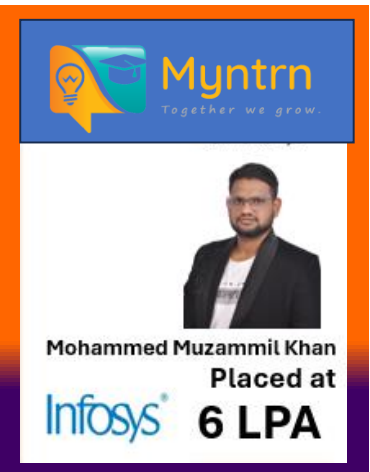 Myntrn
Together we grow.
Mohammed Muzammil Khan
Placed at
Infosys®
6 LPA